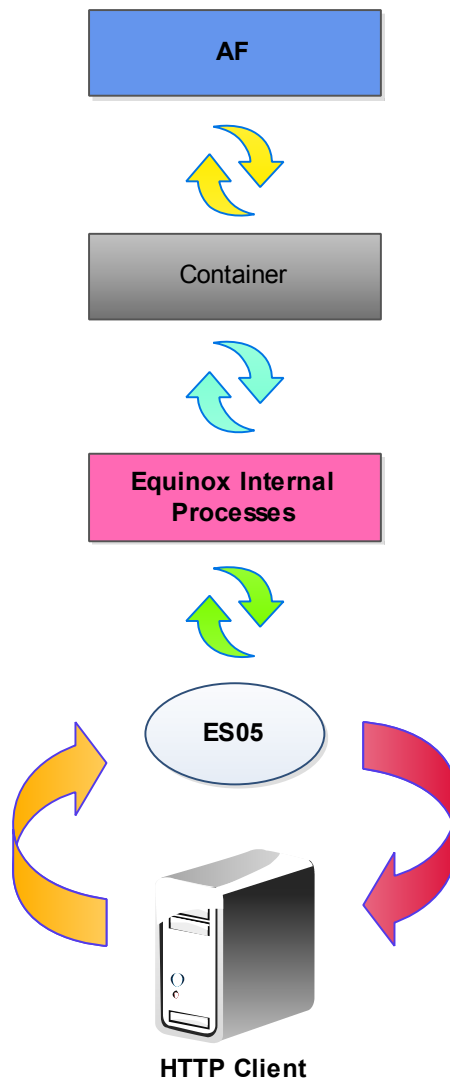 AF
Container
Equinox Internal
Processes
ES05
HTTP Client